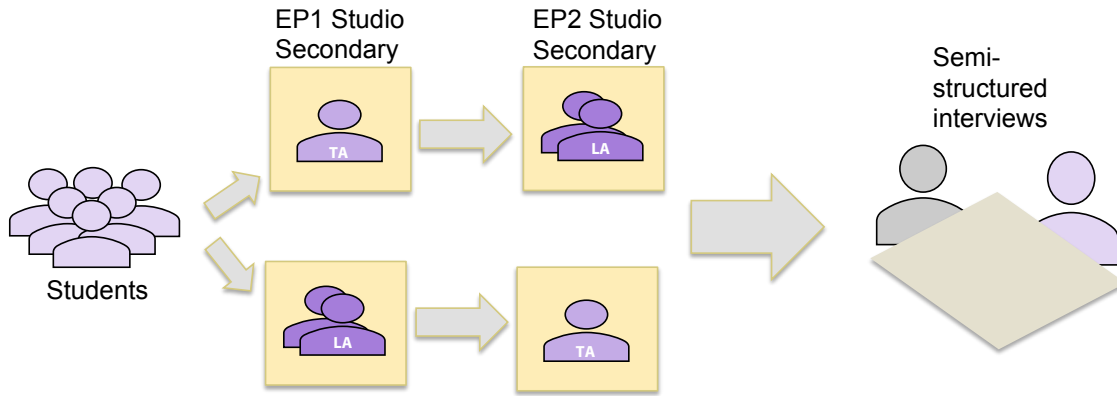 EP1 Studio
Secondary
EP2 Studio
Secondary
Semi-
structured
interviews
TA
LA
Students
LA
TA